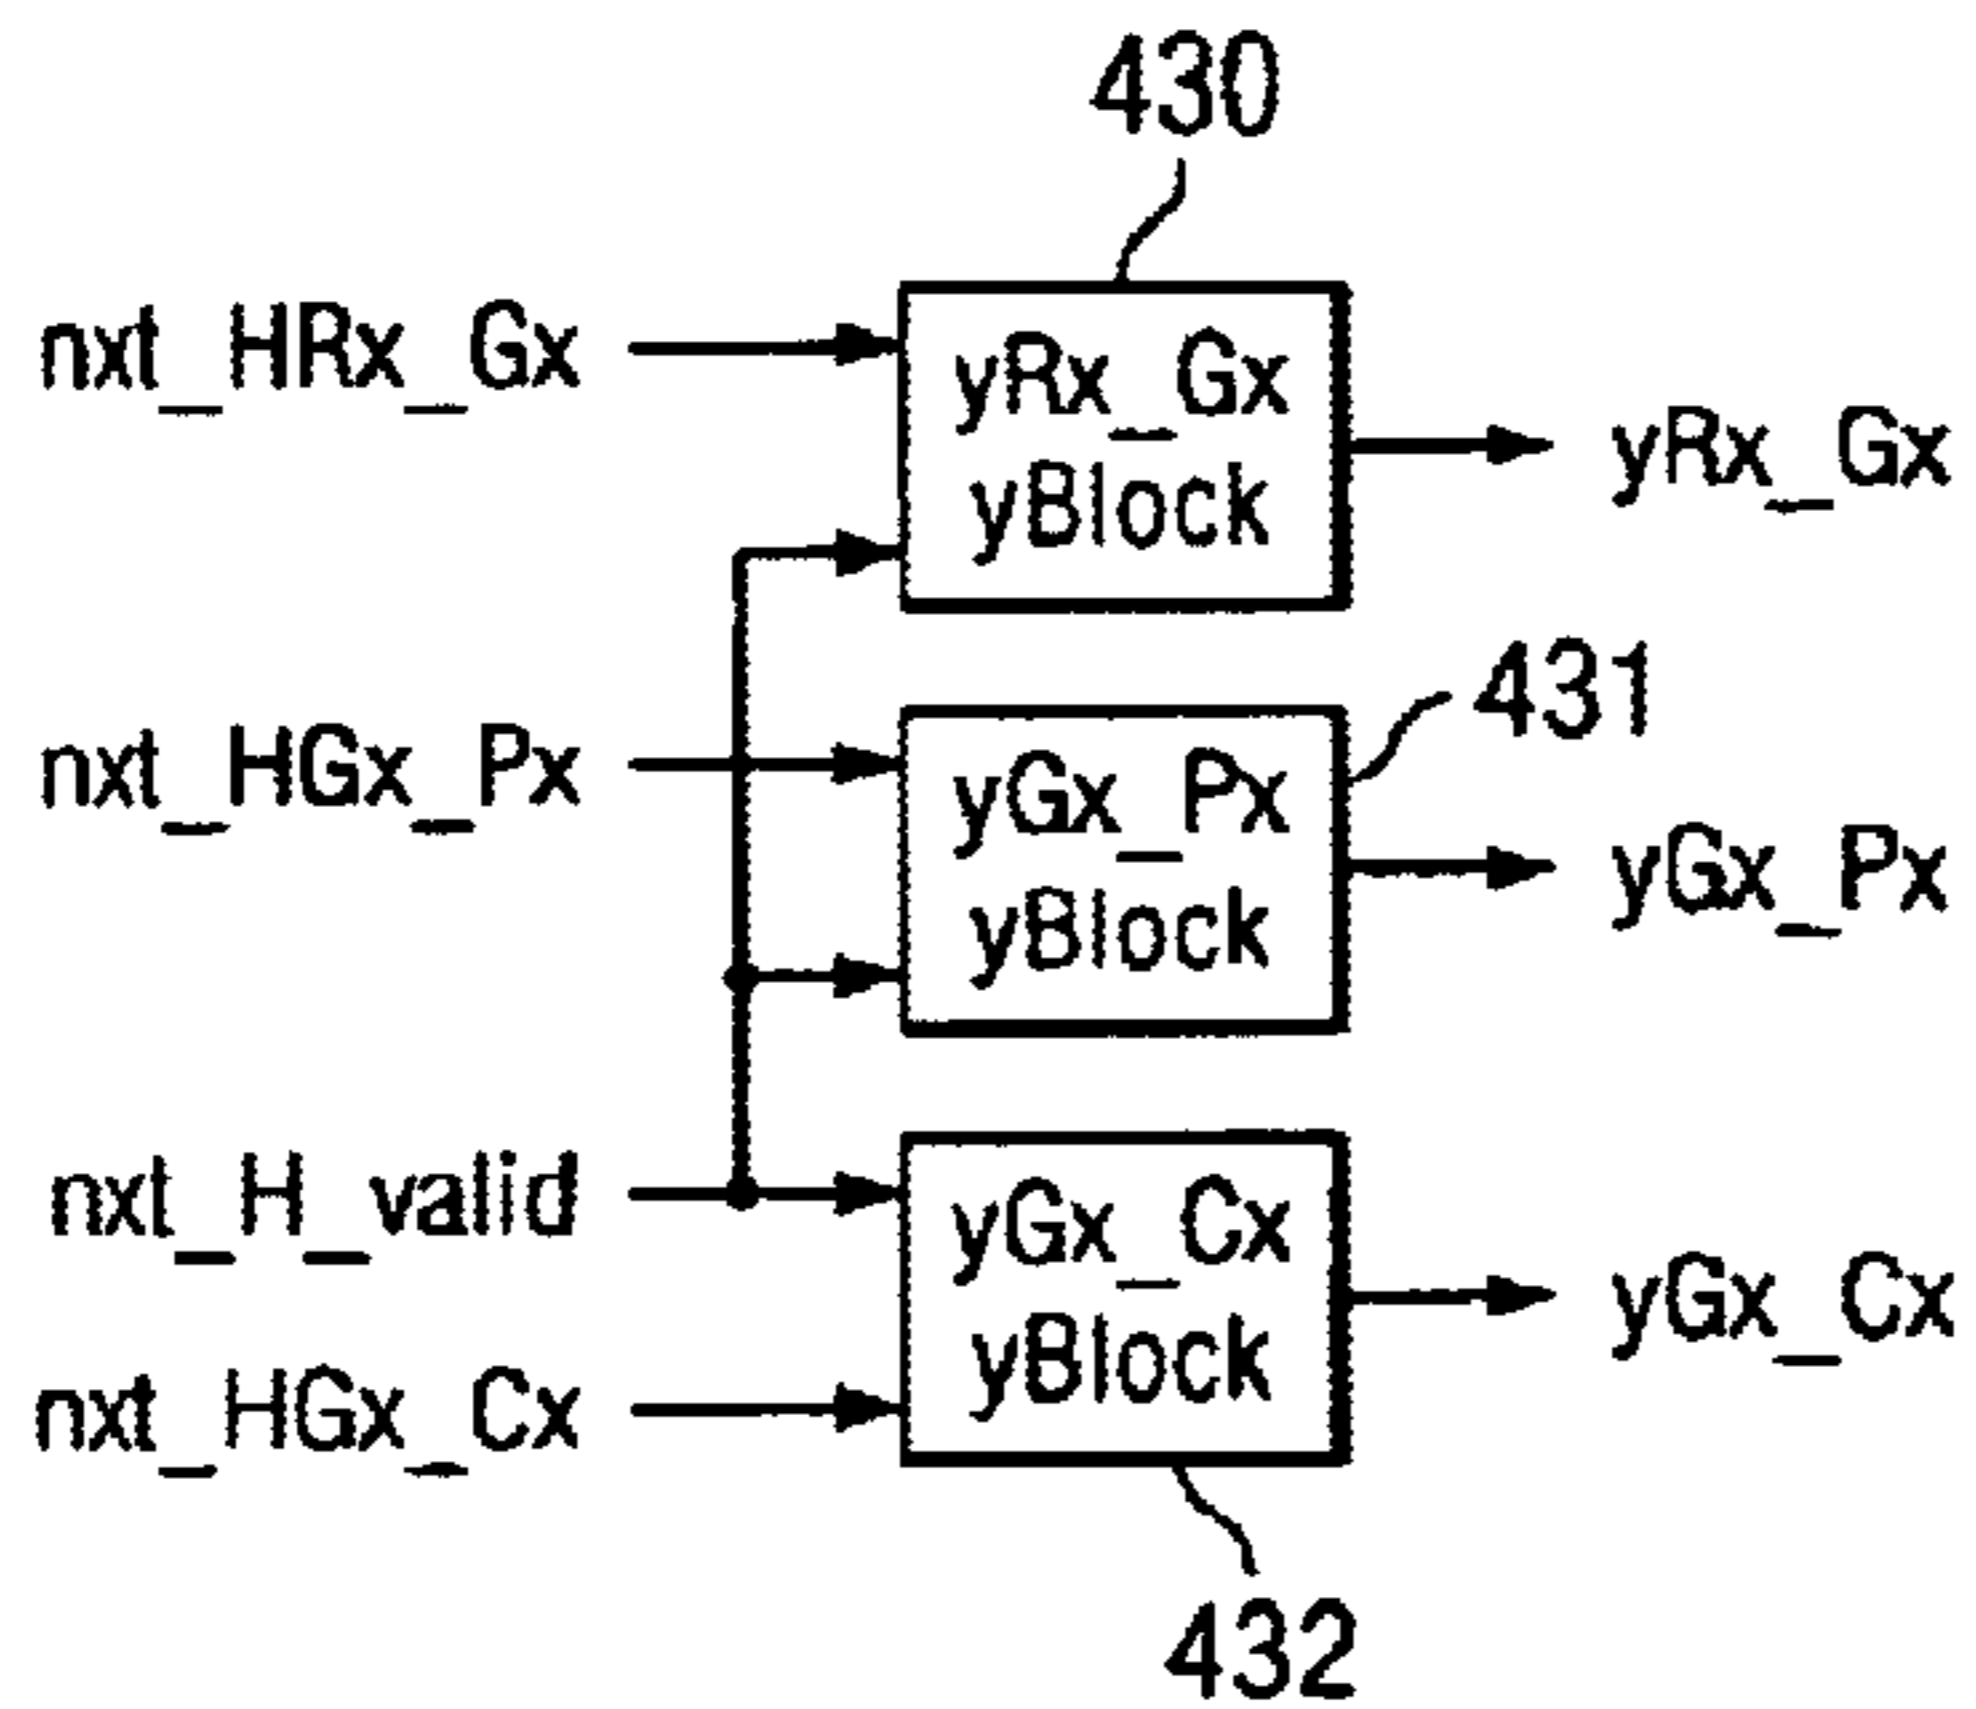 430
nxt_HRx_Gx
yRx_Gx
yBlock
yRx_Gx
431
nxt_HGx_Px
yGx_Px
yBlock
yGx_Px
nxt_H_valid
yGx_Cx
yBlock
yGx_Cx
nxt_HGx_Cx
432